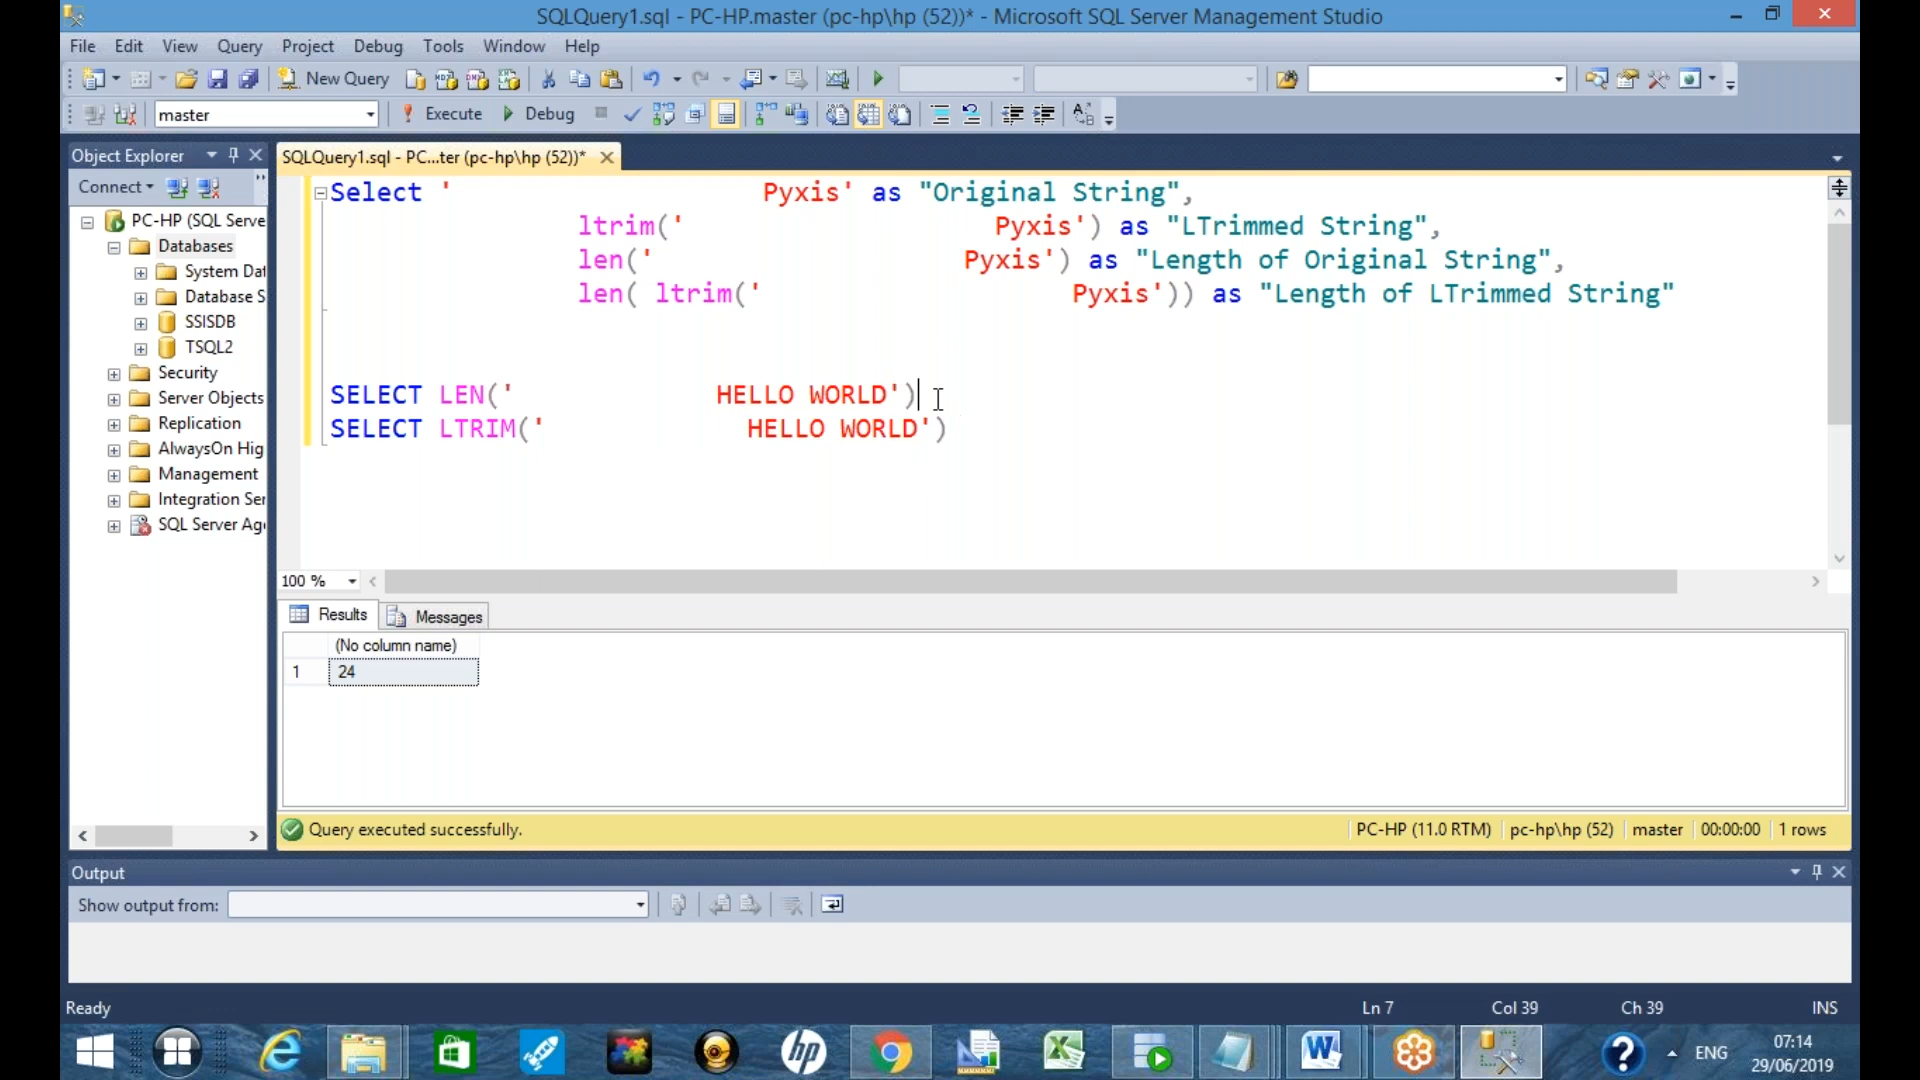 SQLQuery1.sql - PC-HP.master (pc-hp\hp (52))* - Microsoft SQL Server Management Studio
File Edit View Query Project Debug Tools Window Help
New Query
master Execute Debug
Object Explorer
SQLQuery1.sql - PC...ter (pc-hp\hp (52))*
Connect
PC-HP (SQL Serve
Databases
System Dat
Database S
SSISDB
TSQL2
Security
Server Objects
Replication
AlwaysOn Hig
Management
Integration Ser
SQL Server Age
Select '                    Pyxis' as "Original String",
ltrim('                    Pyxis') as "LTrimmed String",
len('                    Pyxis') as "Length of Original String",
len( ltrim('                    Pyxis')) as "Length of LTrimmed String"
SELECT LEN('             HELLO WORLD')
SELECT LTRIM('             HELLO WORLD')
100 %
Results Messages
(No column name)
1 24
Query executed successfully.
PC-HP (11.0 RTM) pc-hp\hp (52) master 00:00:00 1 rows
Output
Show output from:
Ready Ln 7 Col 39 Ch 39 INS
hp
ENG
07:14
29/06/2019